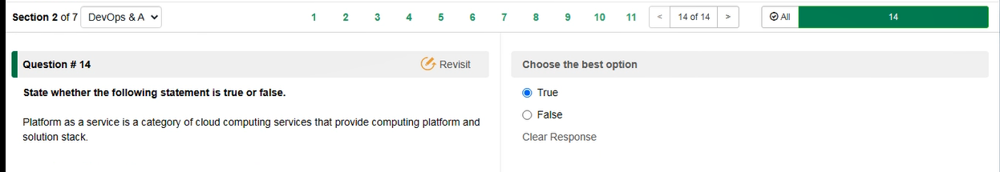 Section 2 of 7 DevOps & A 1 2 3 4 5 6 7 8 9 10 11 < 14 of 14 > All 14
Question # 14 Revisit
Choose the best option
State whether the following statement is true or false.
True
False
Platform as a service is a category of cloud computing services that provide computing platform and
solution stack.
Clear Response